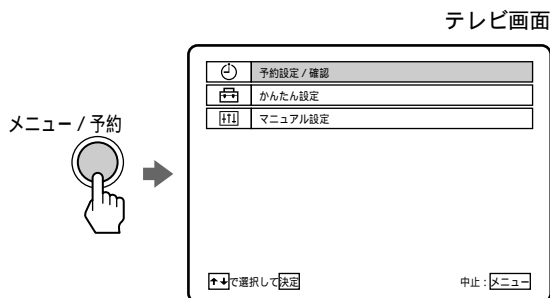 テレビ画面
メニュー / 予約
予約設定 / 確認
かんたん設定
マニュアル設定
↑↓で選択して決定
中止 : メニュー